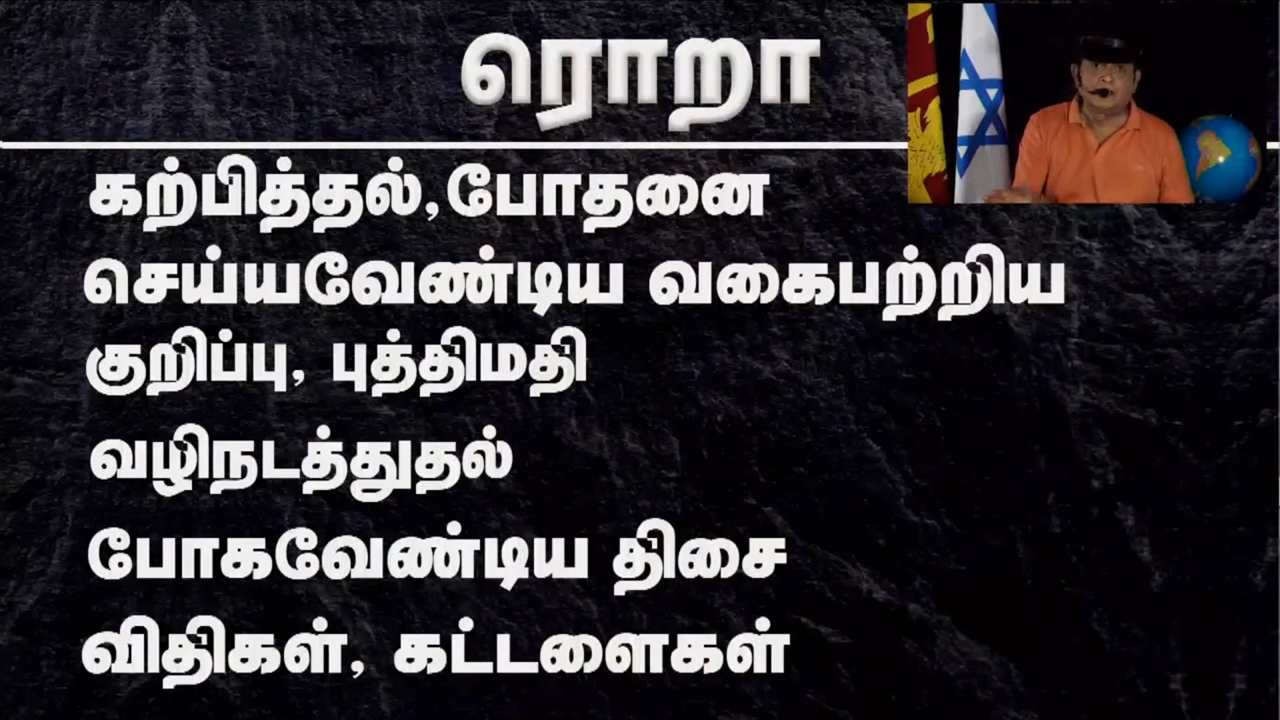 ரொறா
கற்பித்தல்,போதனை
செய்யவேண்டிய வகைபற்றிய
குறிப்பு, புத்திமதி
வழிநடத்துதல்
போகவேண்டிய திசை
விதிகள், கட்டளைகள்